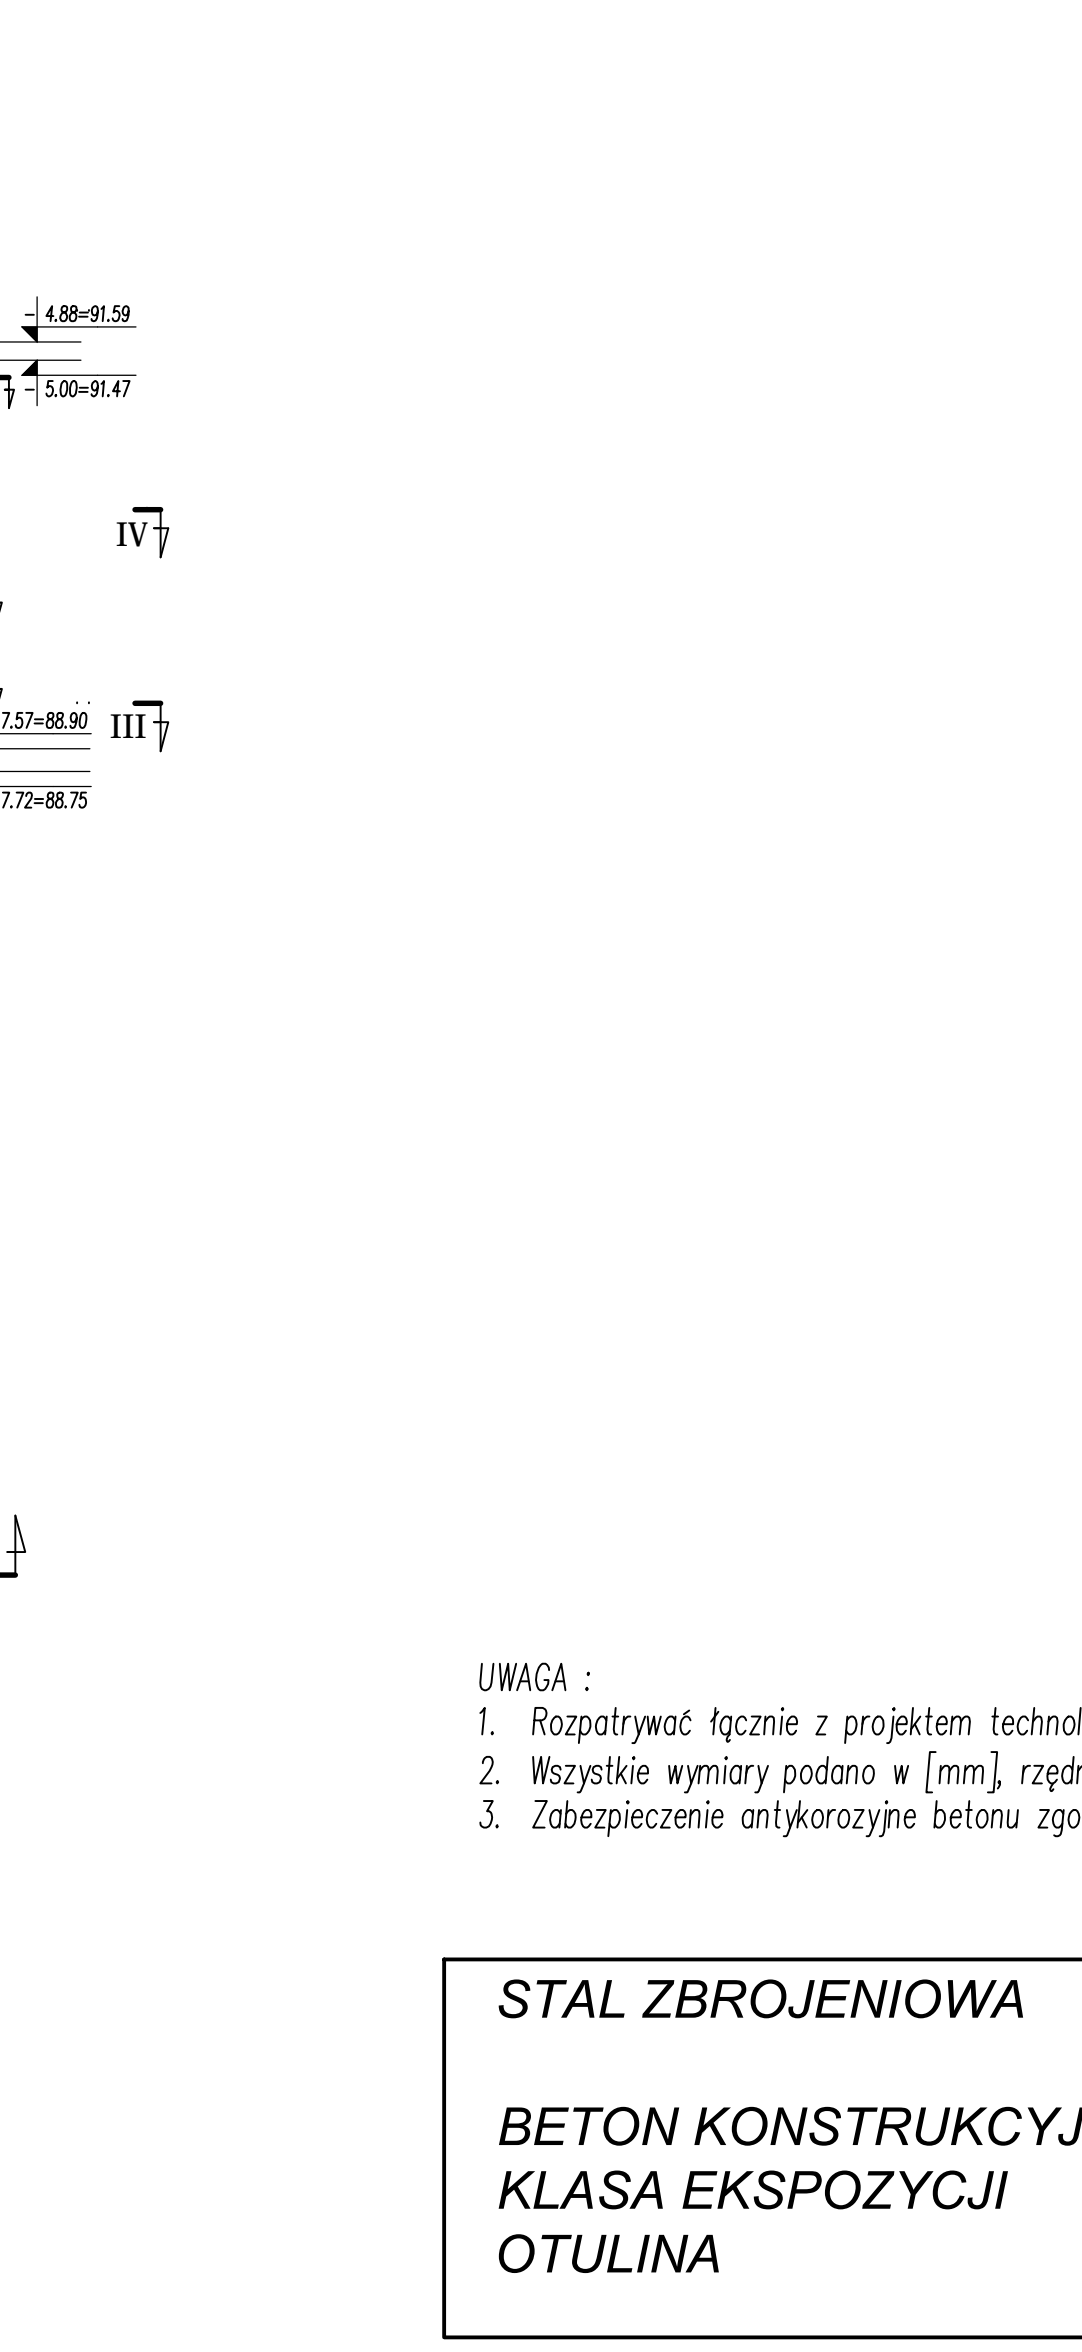 - 4.88=91.59
- 5.00=91.47
IV
7.57=88.90
III
7.72=88.75
UWAGA :
1. Rozpatrywać łącznie z projektem technol
2. Wszystkie wymiary podano w [mm], rzęd
3. Zabezpieczenie antykorozyjne betonu zgo
STAL ZBROJENIOWA
BETON KONSTRUKCYJ
KLASA EKSPOZYCJI
OTULINA